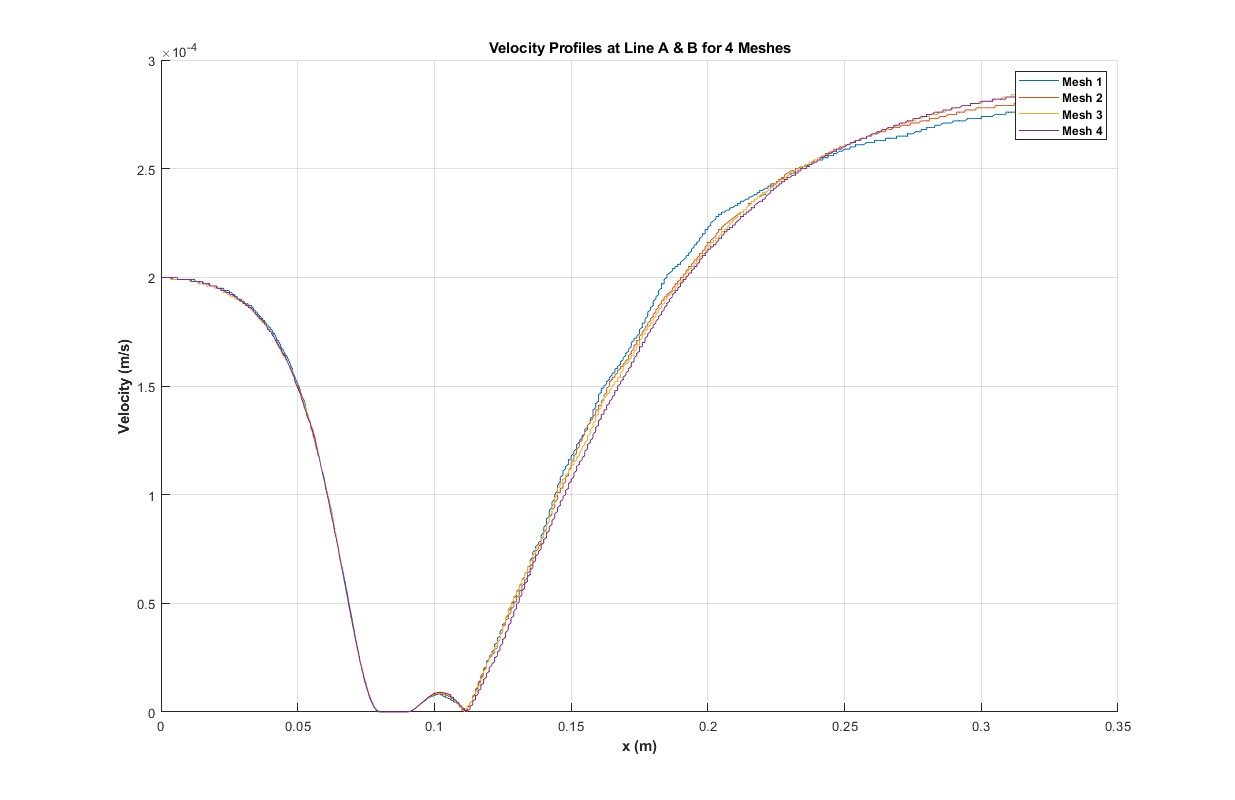 Velocity Profiles at Line A & B for 4 Meshes
×10⁻⁴
3
2.5
2
1.5
1
0.5
0
Velocity (m/s)
0 0.05 0.1 0.15 0.2 0.25 0.3 0.35
x (m)
Mesh 1
Mesh 2
Mesh 3
Mesh 4